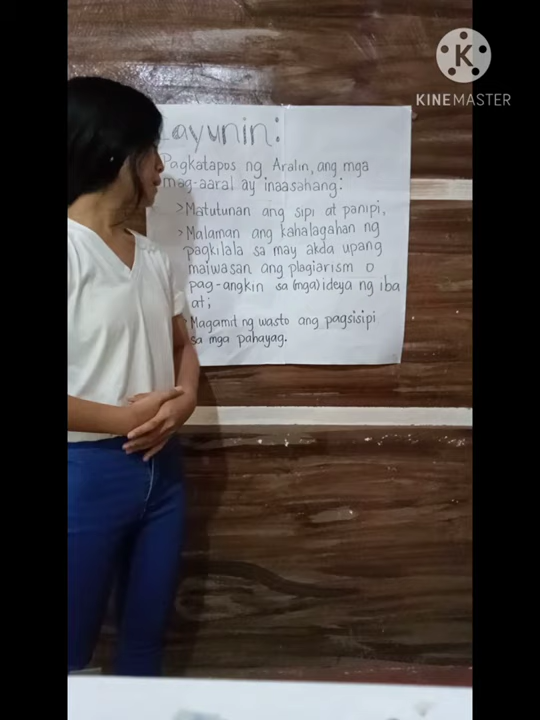 KINEMASTER
Layunin:
Pagkatapos ng Aralin, ang mga
mag-aaral ay inaasahang:
>Matutunan ang sipi at panipi,
>Malaman ang kahalagahan ng
pagkilala sa may akda upang
maiwasan ang plagiarism o
pag-angkin sa (mga) ideya ng iba
at;
Magamit ng wasto ang pagsisipi
sa mga pahayag.